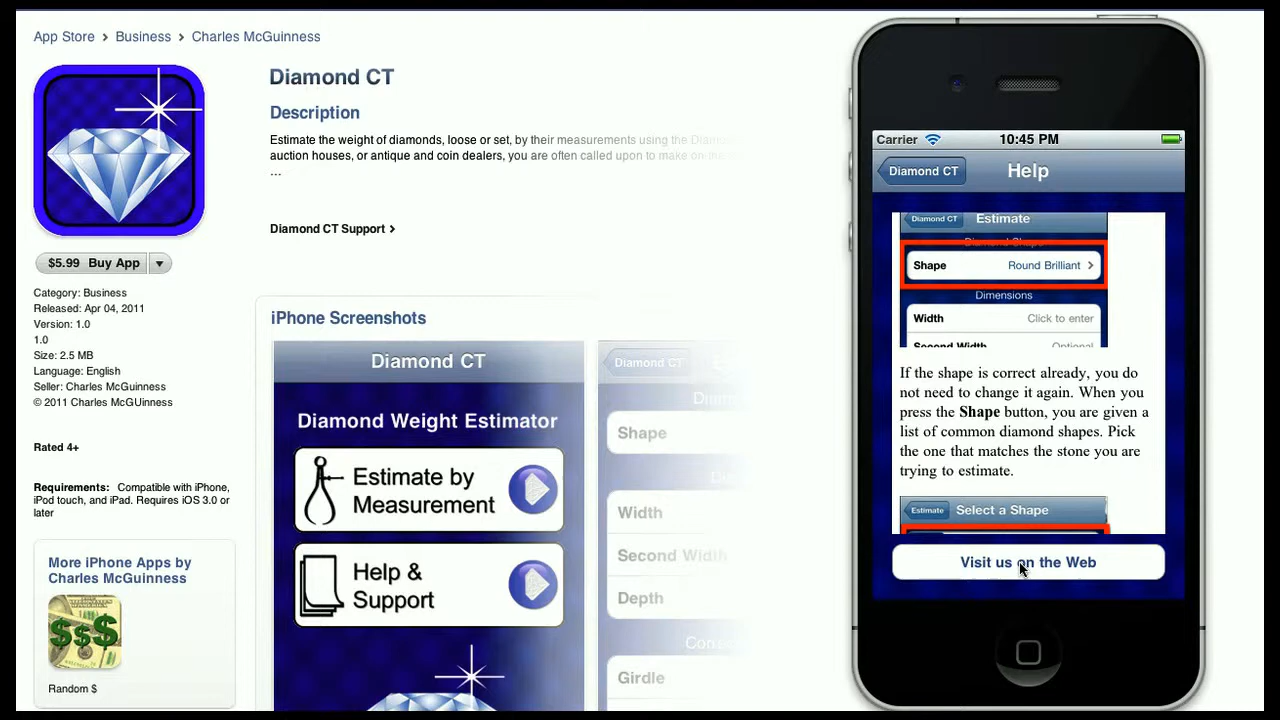 App Store > Business > Charles McGuinness
Diamond CT
Description
Estimate the weight of diamonds, loose or set, by their measurements using the
auction houses, or antique and coin dealers, you are often called upon to make on the
...
Diamond CT Support >
$5.99 Buy App
Category: Business
Released: Apr 04, 2011
Version: 1.0
1.0
Size: 2.5 MB
Language: English
Seller: Charles McGuinness
© 2011 Charles McGUinness
Rated 4+
Requirements: Compatible with iPhone,
iPod touch, and iPad. Requires iOS 3.0 or
later
More iPhone Apps by
Charles McGuinness
$$$
Random $
iPhone Screenshots
Diamond CT
Diamond Weight Estimator
Estimate by
Measurement
Help &
Support
Diamond CT
Shape
Width
Second Width
Depth
Girdle
Carrier
10:45 PM
Diamond CT
Help
Diamond CT
Estimate
Diamond Shape
Shape
Round Brilliant >
Dimensions
Width
Click to enter
Second Width
Optional
If the shape is correct already, you do
not need to change it again. When you
press the Shape button, you are given a
list of common diamond shapes. Pick
the one that matches the stone you are
trying to estimate.
Estimate
Select a Shape
Visit us on the Web